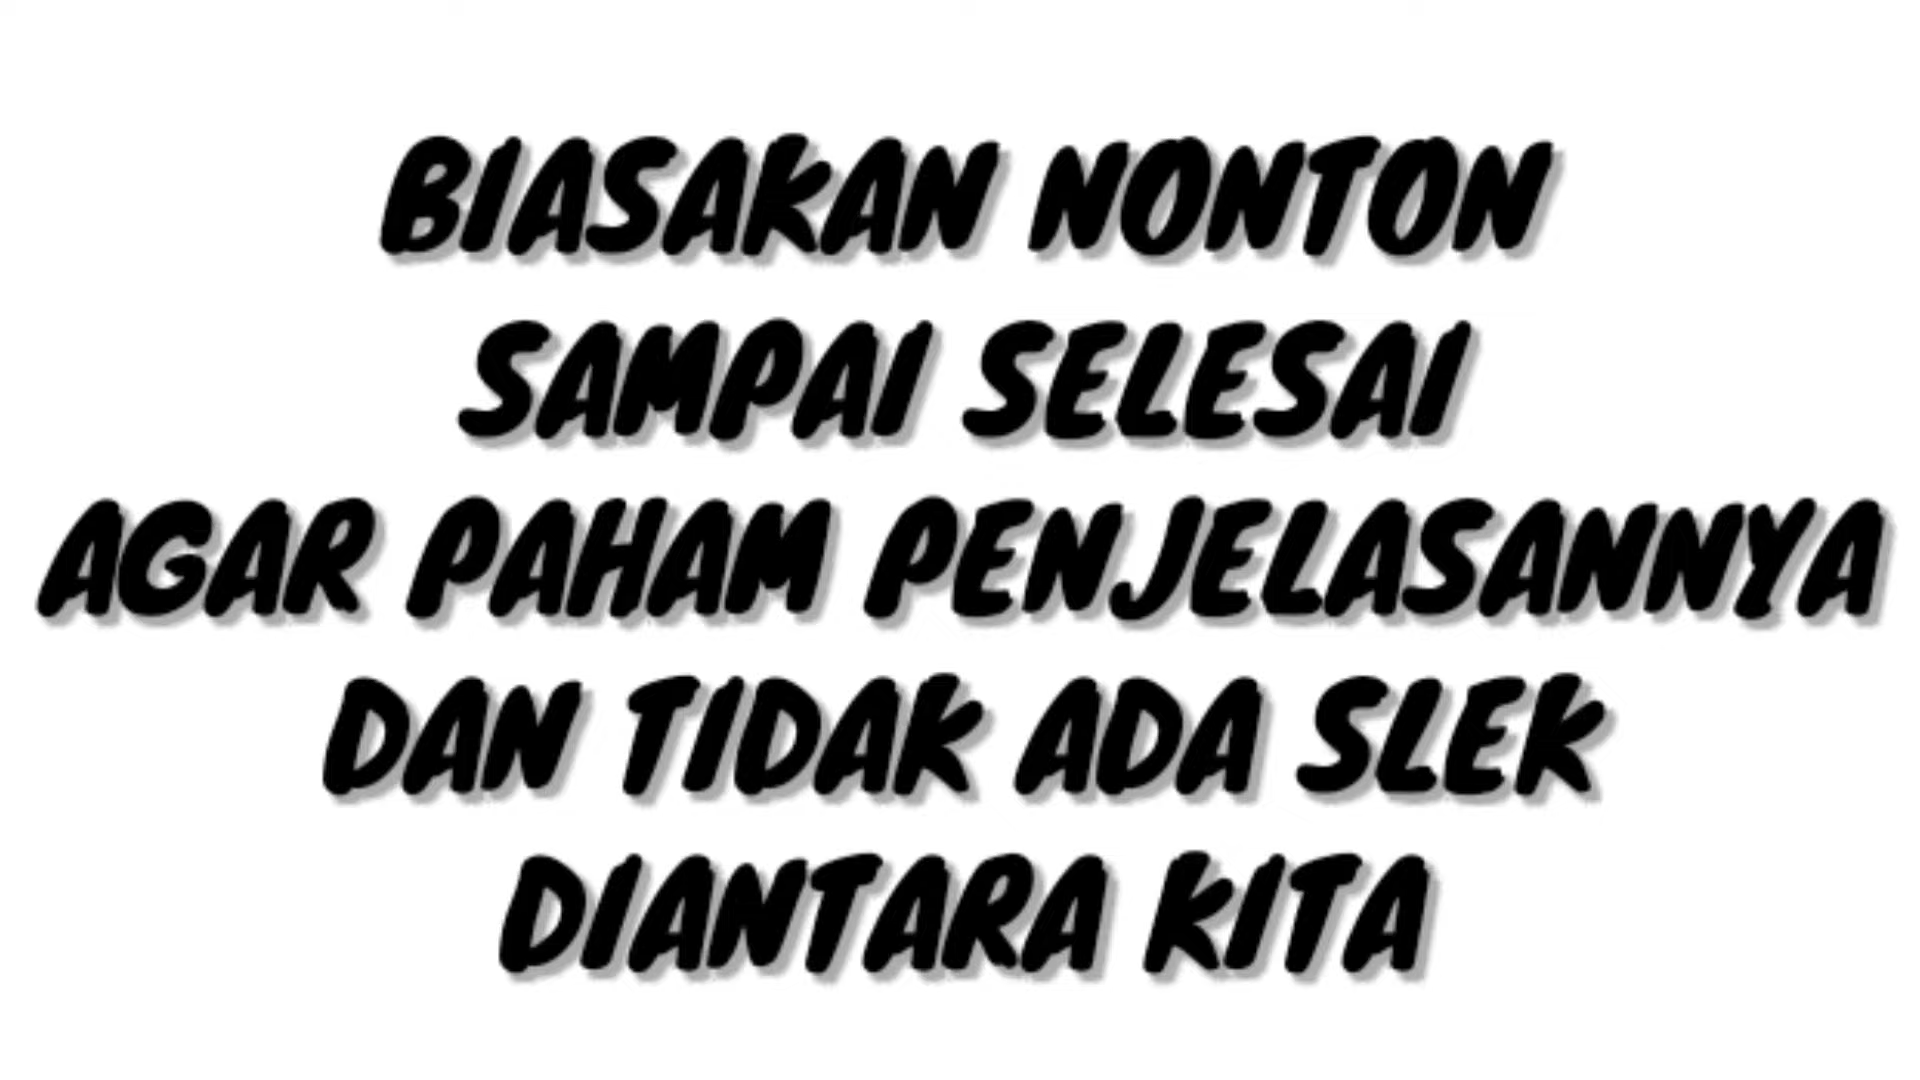 BIASAKAN NONTON
SAMPAI SELESAI
AGAR PAHAM PENJELASANNYA
DAN TIDAK ADA SLEK
DIANTARA KITA